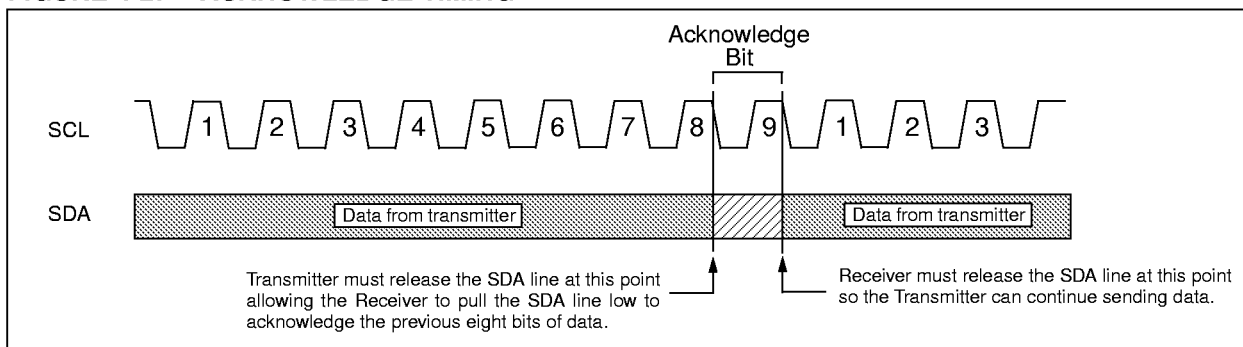 Acknowledge
Bit
SCL
1 2 3 4 5 6 7 8 9 1 2 3
SDA
Data from transmitter
Data from transmitter
Transmitter must release the SDA line at this point
allowing the Receiver to pull the SDA line low to
acknowledge the previous eight bits of data.
Receiver must release the SDA line at this point
so the Transmitter can continue sending data.